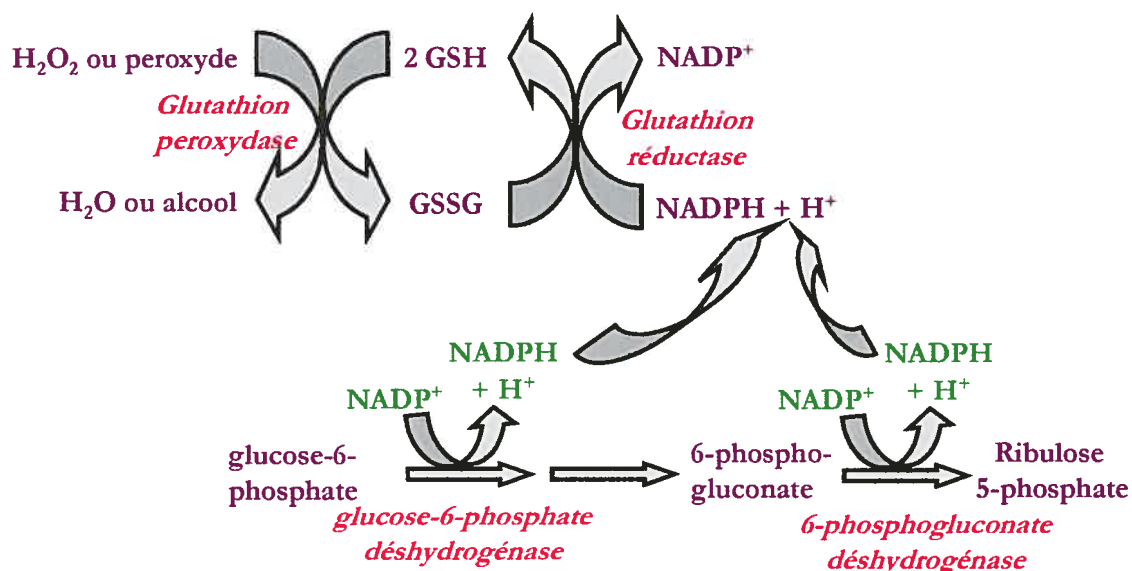 H₂O₂ ou peroxyde
2 GSH
NADP⁺
Glutathion
peroxydase
Glutathion
réductase
H₂O ou alcool
GSSG
NADPH + H⁺
NADPH
+ H⁺
NADP⁺
NADPH
+ H⁺
NADP⁺
glucose-6-
phosphate
6-phospho-
gluconate
Ribulose
5-phosphate
glucose-6-phosphate
déshydrogénase
6-phosphogluconate
déshydrogénase